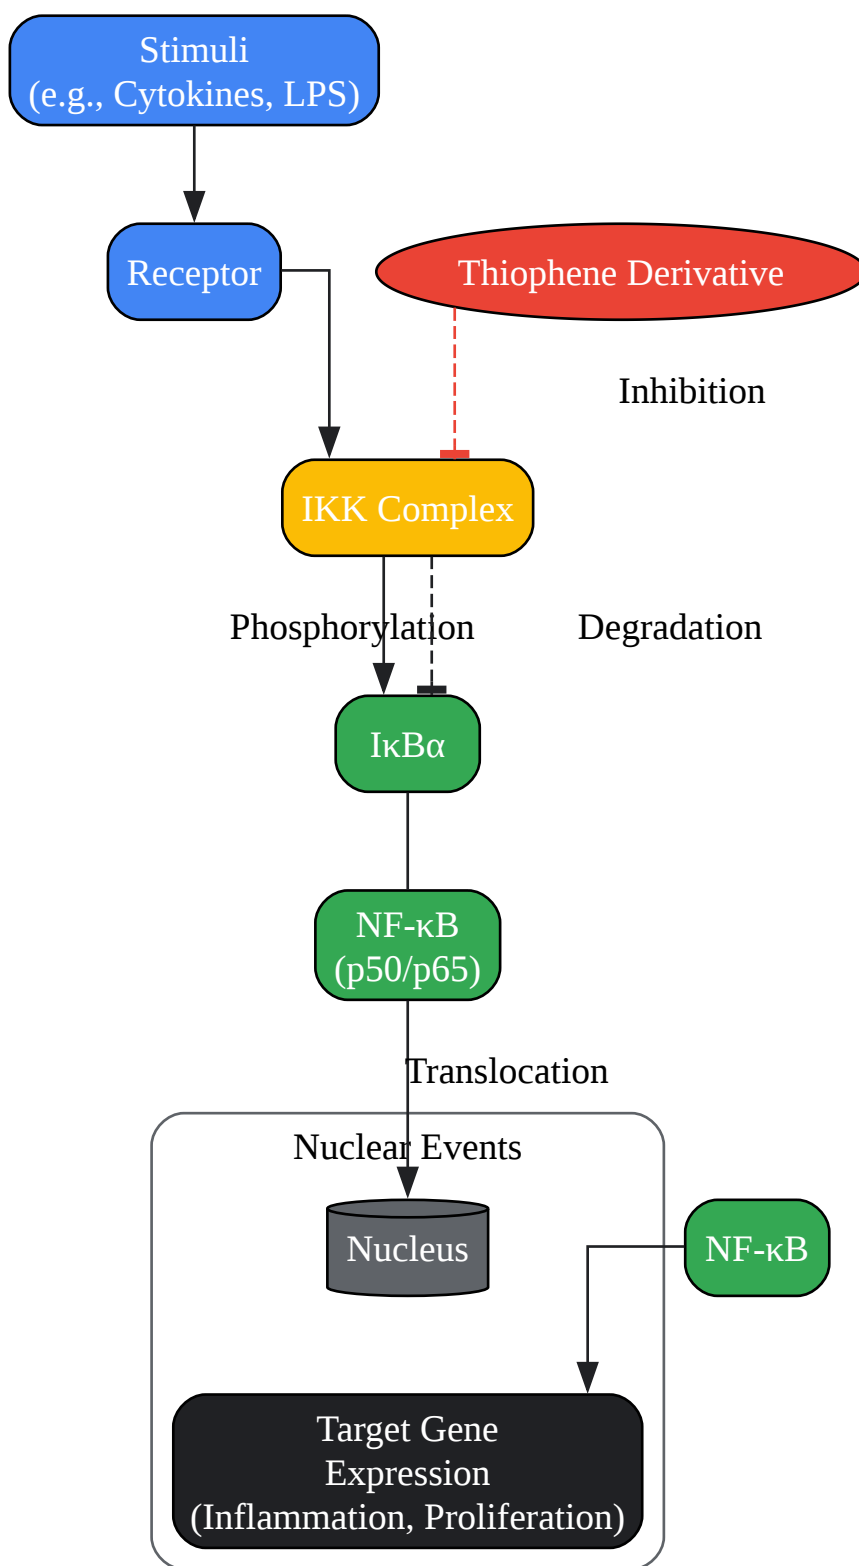 Stimuli
(e.g., Cytokines, LPS)
Receptor
Thiophene Derivative
Inhibition
IKK Complex
Phosphorylation
Degradation
IκBα
NF-κB
(p50/p65)
Translocation
Nuclear Events
Nucleus
NF-κB
Target Gene
Expression
(Inflammation, Proliferation)